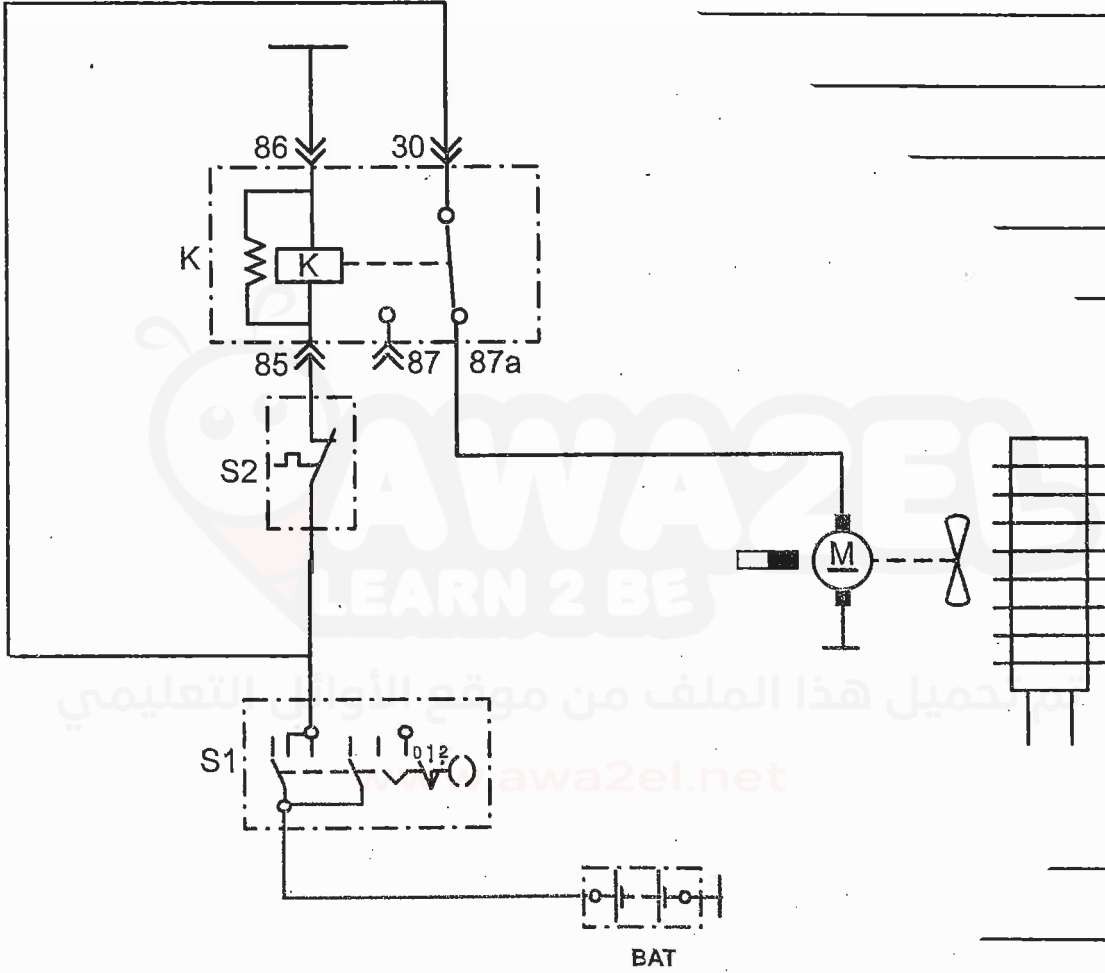 86 30
K K
85 87 87a
S2
AWA2EL
LEARN 2 BE
M
تم تحميل هذا الملف من موقع الأوائل التعليمي
S1 0 1 2
www.awa2el.net
BAT